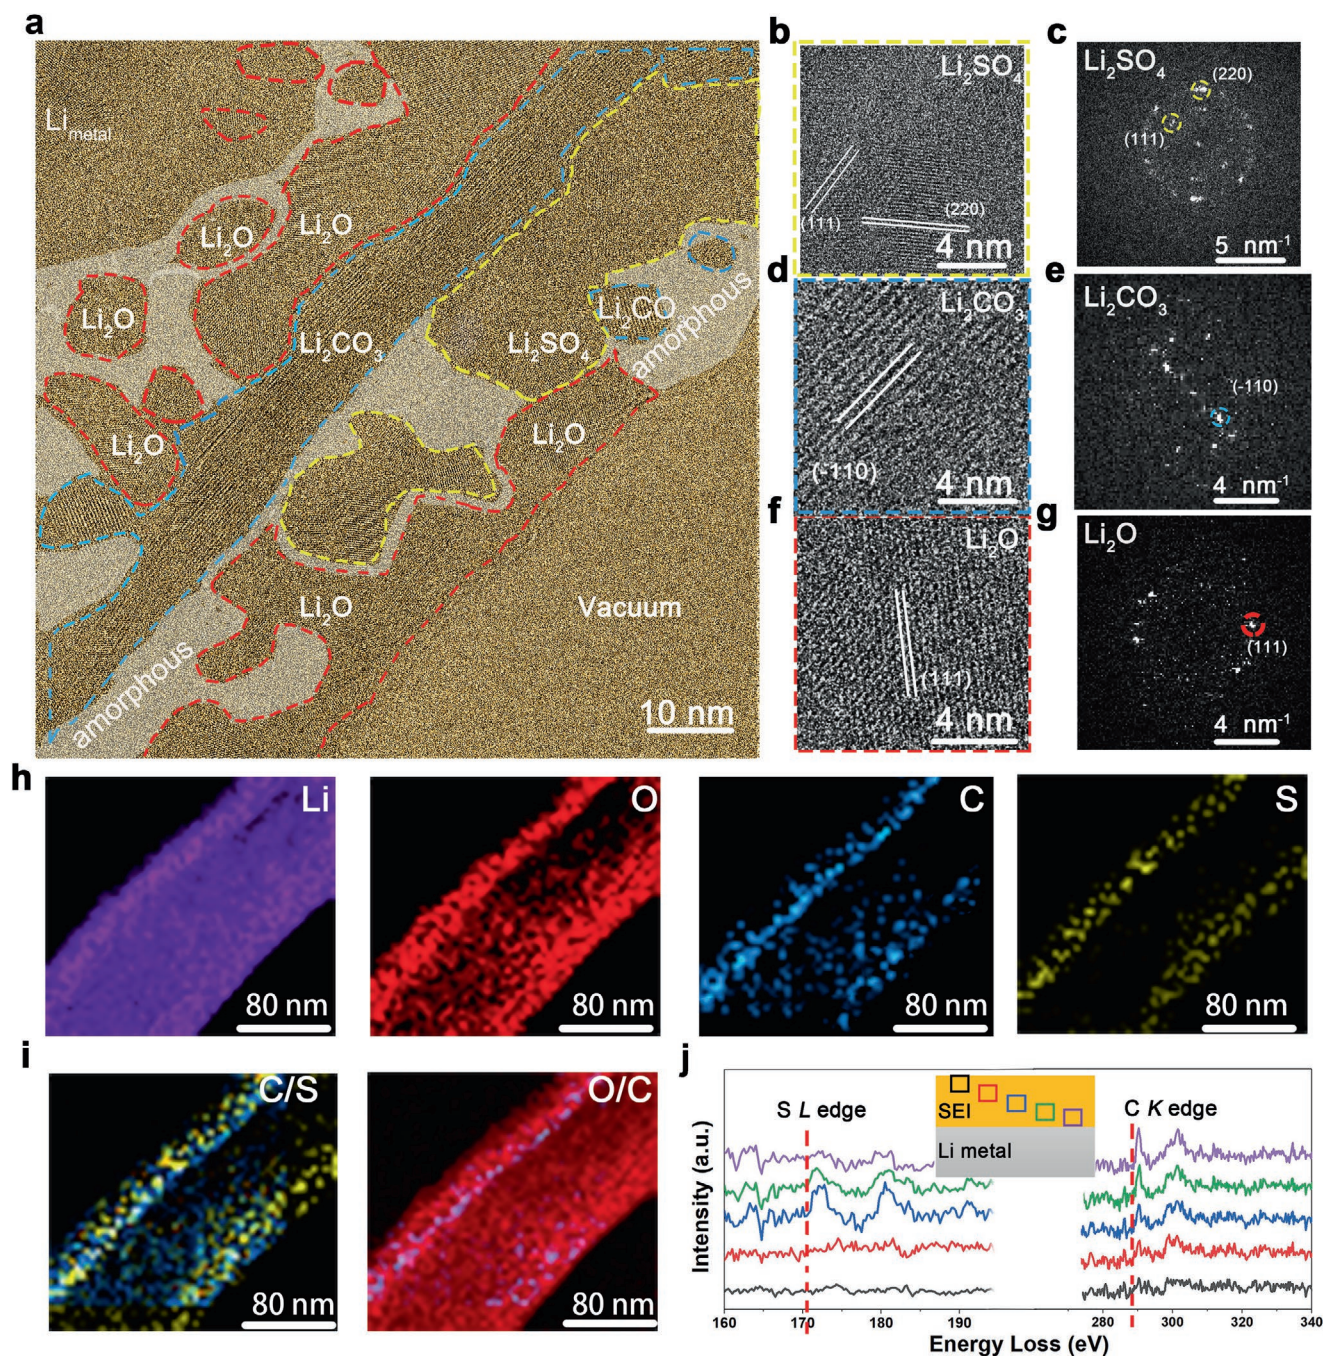 a
Li metal
Li₂O
Li₂O
Li₂O
Li₂O
Li₂CO₃
Li₂SO₄
Li₂CO
amorphous
Li₂O
Li₂O
Vacuum
amorphous
10 nm
b
Li₂SO₄
(111)
(220)
4 nm
c
Li₂SO₄
(220)
(111)
5 nm⁻¹
d
Li₂CO₃
(-110)
4 nm
e
Li₂CO₃
(-110)
4 nm⁻¹
f
Li₂O
(111)
4 nm
g
Li₂O
(111)
4 nm⁻¹
h
Li
80 nm
O
80 nm
C
80 nm
S
80 nm
i
C/S
80 nm
O/C
80 nm
j
S L edge
SEI
Li metal
C K edge
Intensity (a.u.)
160 170 180 190 280 290 300 310 320 330 340
Energy Loss (eV)